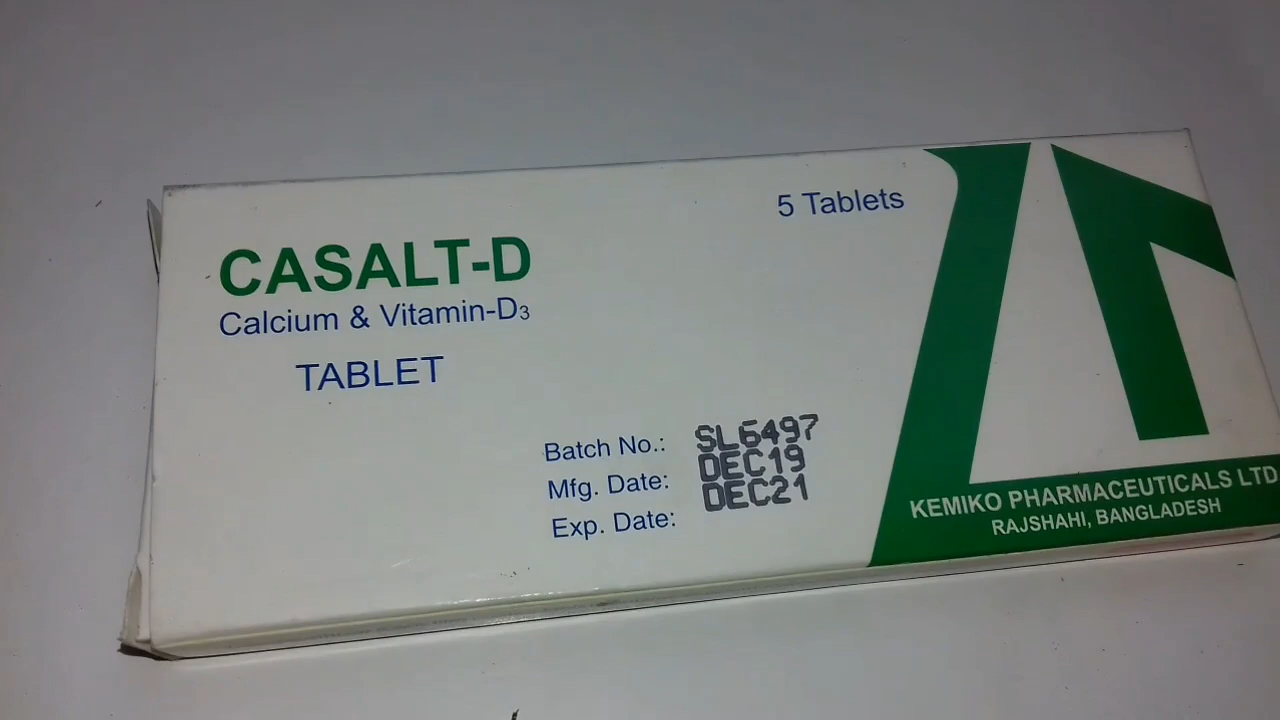 5 Tablets
CASALT-D
Calcium & Vitamin-D₃
TABLET
Batch No.: SL6497
Mfg. Date: DEC19
Exp. Date: DEC21
KEMIKO PHARMACEUTICALS LTD
RAJSHAHI, BANGLADESH